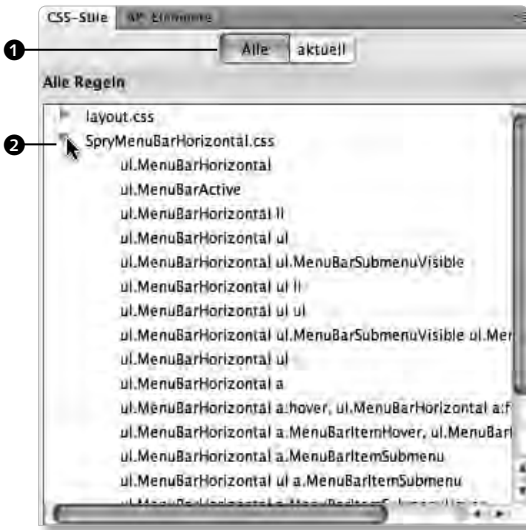 CSS-Stile AP Elemente
1 Alle aktuell
Alle Regeln
layout.css
2 SpryMenuBarHorizontal.css
ul.MenuBarHorizontal
ul.MenuBarActive
ul.MenuBarHorizontal li
ul.MenuBarHorizontal ul
ul.MenuBarHorizontal ul.MenuBarSubmenuVisible
ul.MenuBarHorizontal ul li
ul.MenuBarHorizontal ul ul
ul.MenuBarHorizontal ul.MenuBarSubmenuVisible ul.Mer
ul.MenuBarHorizontal ul
ul.MenuBarHorizontal a
ul.MenuBarHorizontal a:hover, ul.MenuBarHorizontal a:f
ul.MenuBarHorizontal a.MenuBarItemHover, ul.MenuBarI
ul.MenuBarHorizontal a.MenuBarItemSubmenu
ul.MenuBarHorizontal ul a.MenuBarItemSubmenu